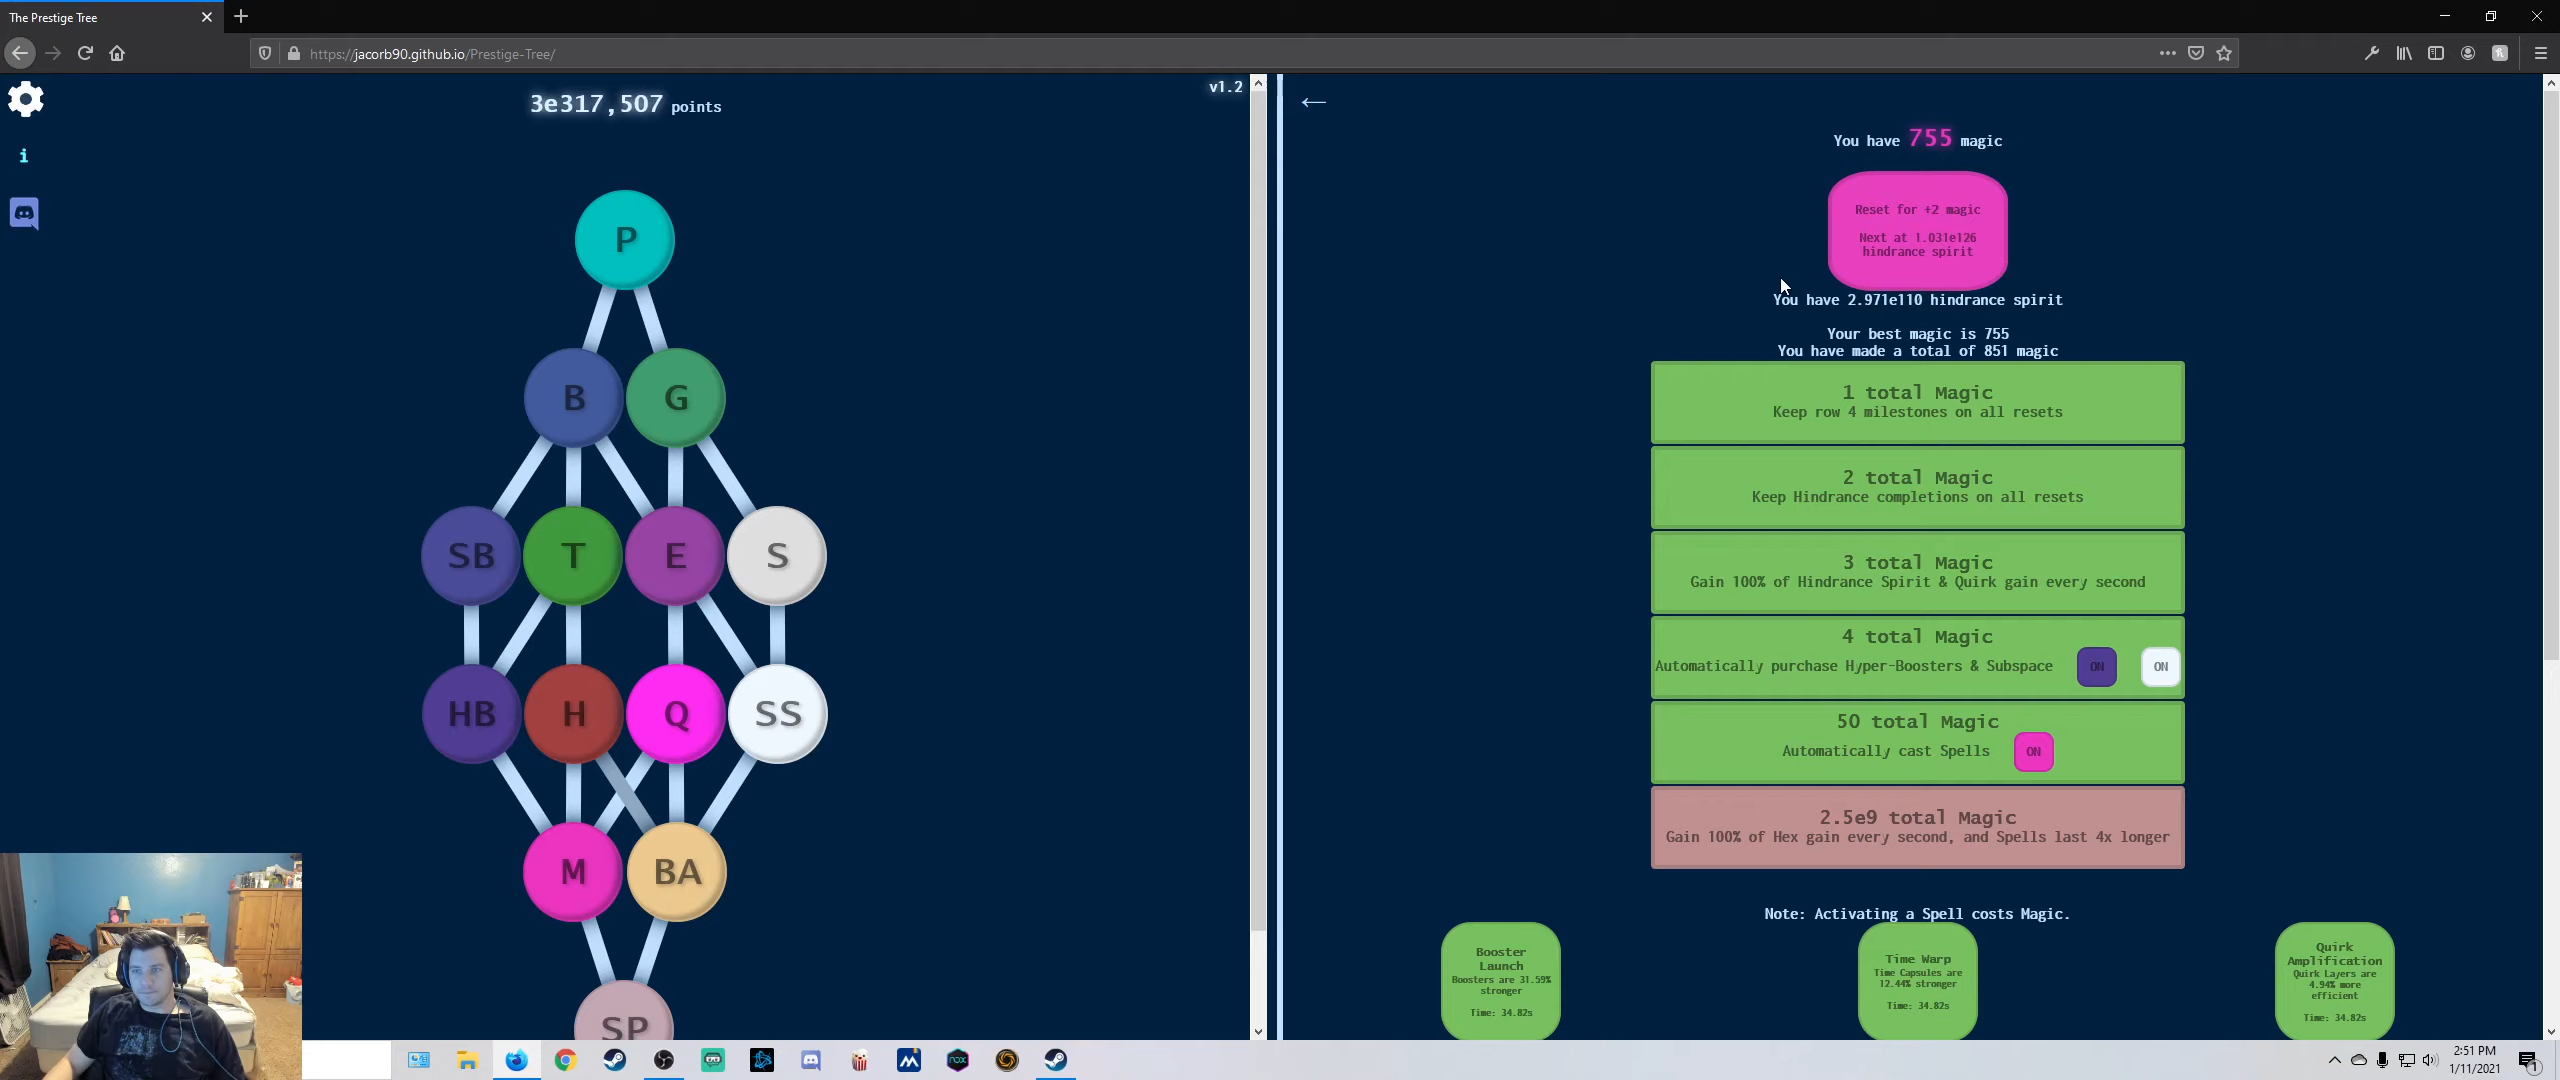 The Prestige Tree
https://jacorb90.github.io/Prestige-Tree/
3e317,507 points
v1.2
i
P
B
G
SB
T
E
S
HB
H
Q
SS
M
BA
SP
You have 755 magic
Reset for +2 magic
Next at 1.031e126
hindrance spirit
You have 2.971e110 hindrance spirit
Your best magic is 755
You have made a total of 851 magic
1 total Magic
Keep row 4 milestones on all resets
2 total Magic
Keep Hindrance completions on all resets
3 total Magic
Gain 100% of Hindrance Spirit & Quirk gain every second
4 total Magic
Automatically purchase Hyper-Boosters & Subspace ON ON
50 total Magic
Automatically cast Spells ON
2.5e9 total Magic
Gain 100% of Hex gain every second, and Spells last 4x longer
Note: Activating a Spell costs Magic.
Booster
Launch
Boosters are 31.59%
stronger
Time: 34.82s
Time Warp
Time Capsules are
12.44% stronger
Time: 34.82s
Quirk
Amplification
Quirk Layers are
4.94% more
efficient
Time: 34.82s
nox
2:51 PM
1/11/2021
1